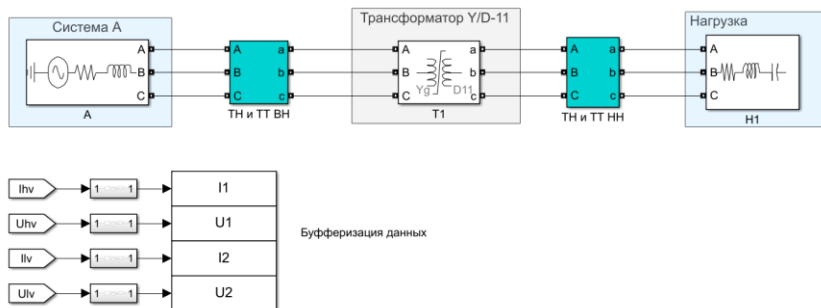 Система А
Трансформатор Y/D-11
Нагрузка
A
B
C
A
B
C
a
b
c
A
B
C
a
b
c
A
B
C
a
b
c
A
B
C
Yg
D11
A
ТН и ТТ ВН
T1
ТН и ТТ НН
Н1
Ihv
1
1
I1
Uhv
1
1
U1
Буфферизация данных
Ilv
1
1
I2
Ulv
1
1
U2